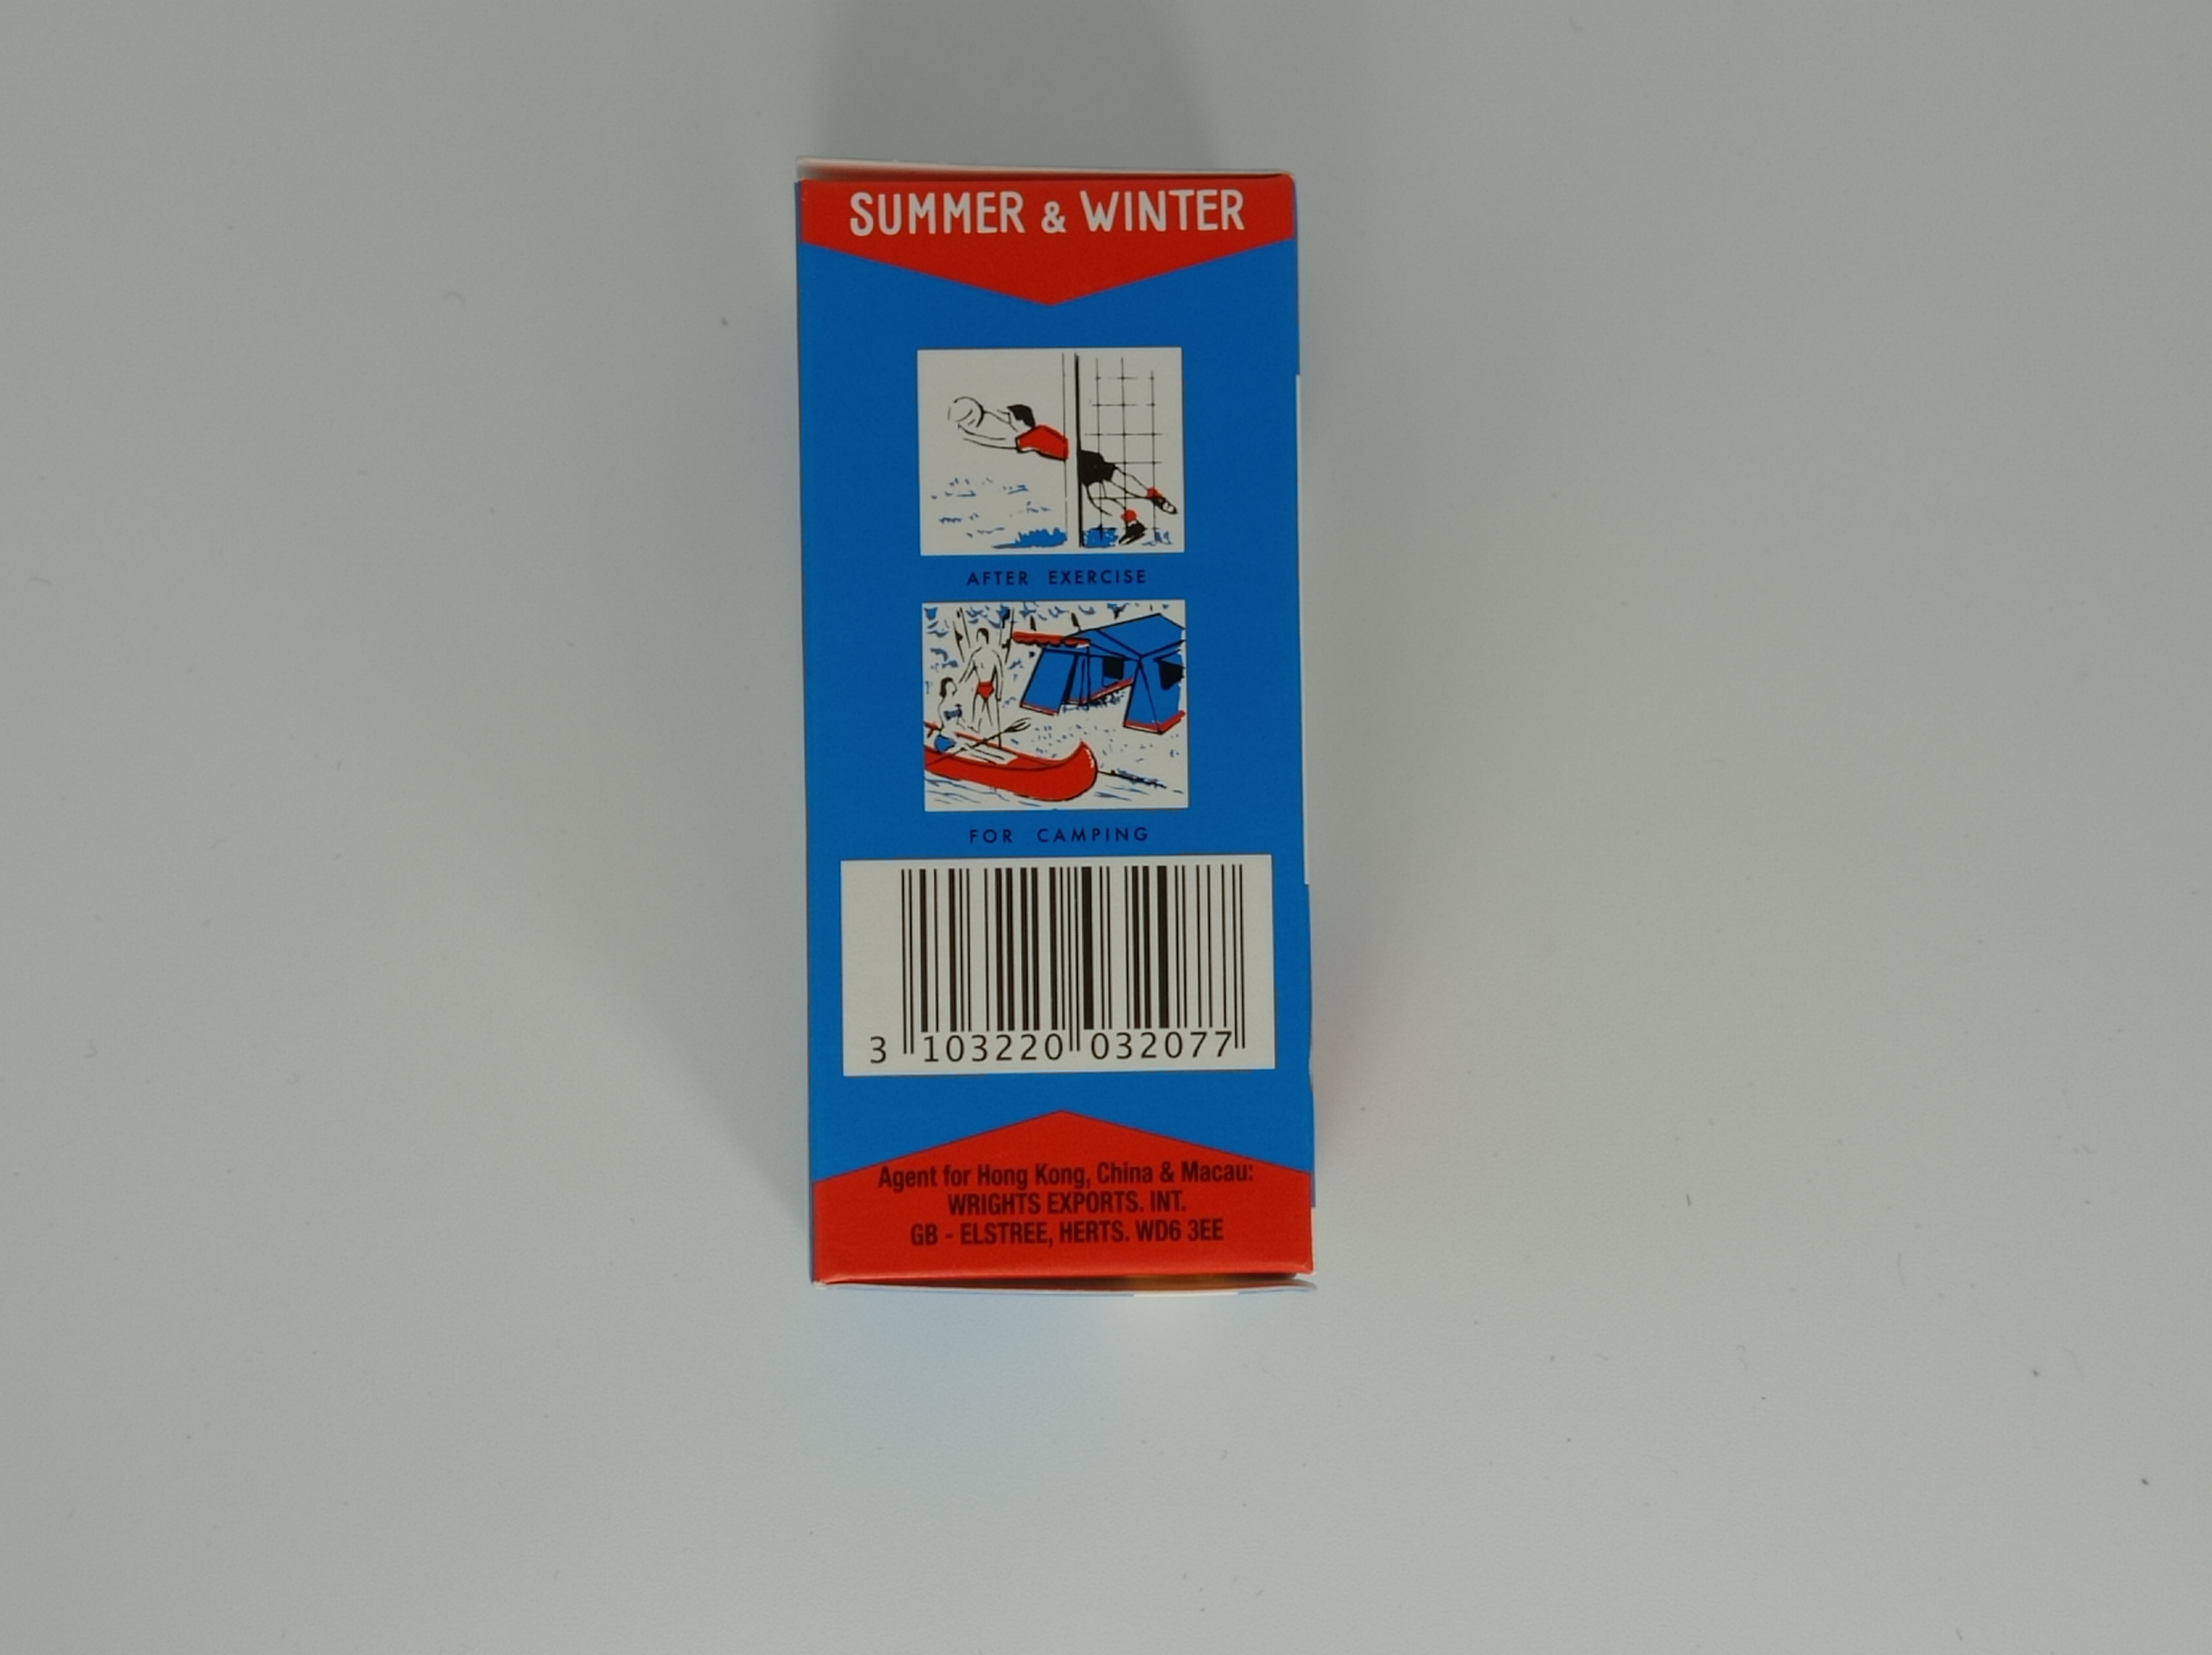 SUMMER & WINTER
AFTER EXERCISE
FOR CAMPING
3 103220 032077
Agent for Hong Kong, China & Macau:
WRIGHTS EXPORTS. INT.
GB - ELSTREE, HERTS. WD6 3EE